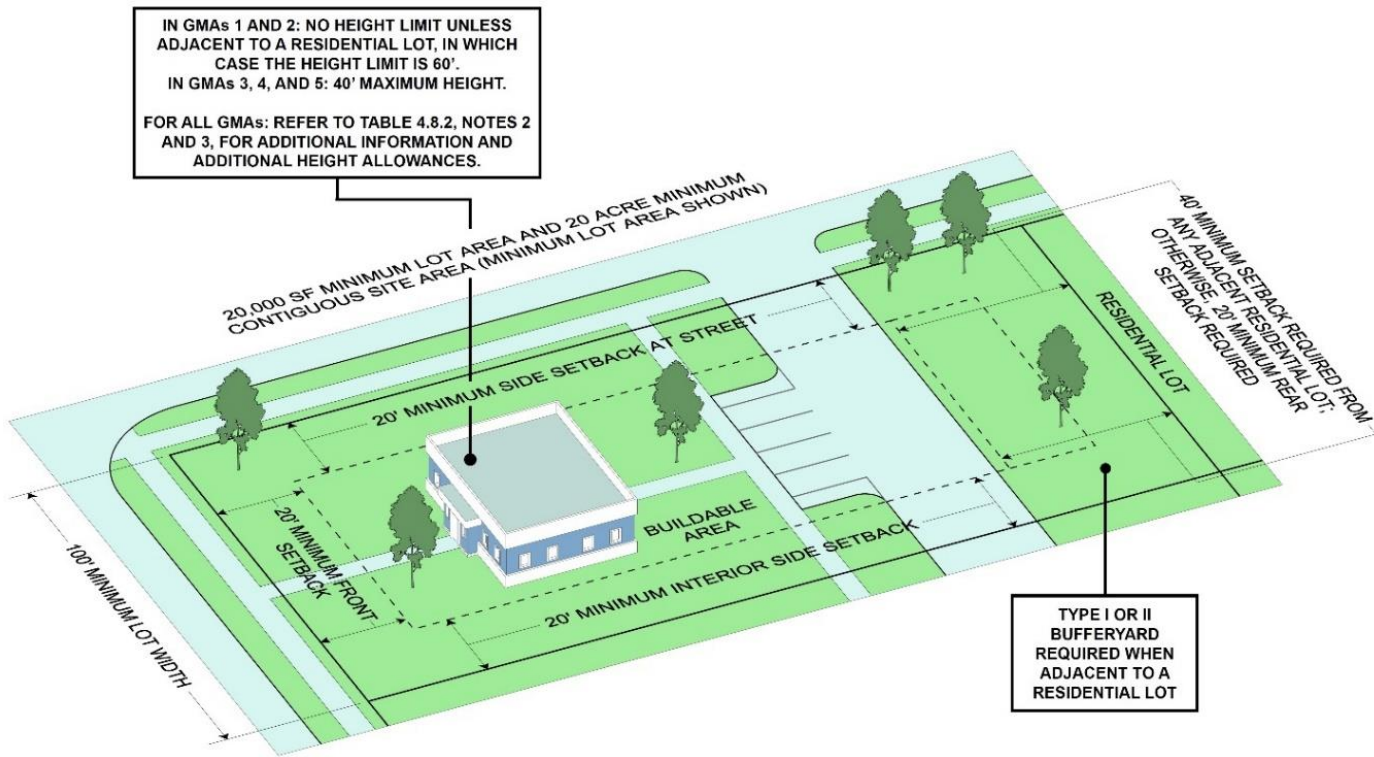 IN GMAs 1 AND 2: NO HEIGHT LIMIT UNLESS
ADJACENT TO A RESIDENTIAL LOT, IN WHICH
CASE THE HEIGHT LIMIT IS 60'.
IN GMAs 3, 4, AND 5: 40' MAXIMUM HEIGHT.
FOR ALL GMAs: REFER TO TABLE 4.8.2, NOTES 2
AND 3, FOR ADDITIONAL INFORMATION AND
ADDITIONAL HEIGHT ALLOWANCES.
20,000 SF MINIMUM LOT AREA AND 20 ACRE MINIMUM
CONTIGUOUS SITE AREA (MINIMUM LOT AREA SHOWN)
40' MINIMUM SETBACK REQUIRED FROM
ANY ADJACENT RESIDENTIAL LOT;
OTHERWISE, 20' MINIMUM REAR
SETBACK REQUIRED
RESIDENTIAL LOT
20' MINIMUM SIDE SETBACK AT STREET
20' MINIMUM FRONT
SETBACK
BUILDABLE
AREA
20' MINIMUM INTERIOR SIDE SETBACK
100' MINIMUM LOT WIDTH
TYPE I OR II
BUFFERYARD
REQUIRED WHEN
ADJACENT TO A
RESIDENTIAL LOT